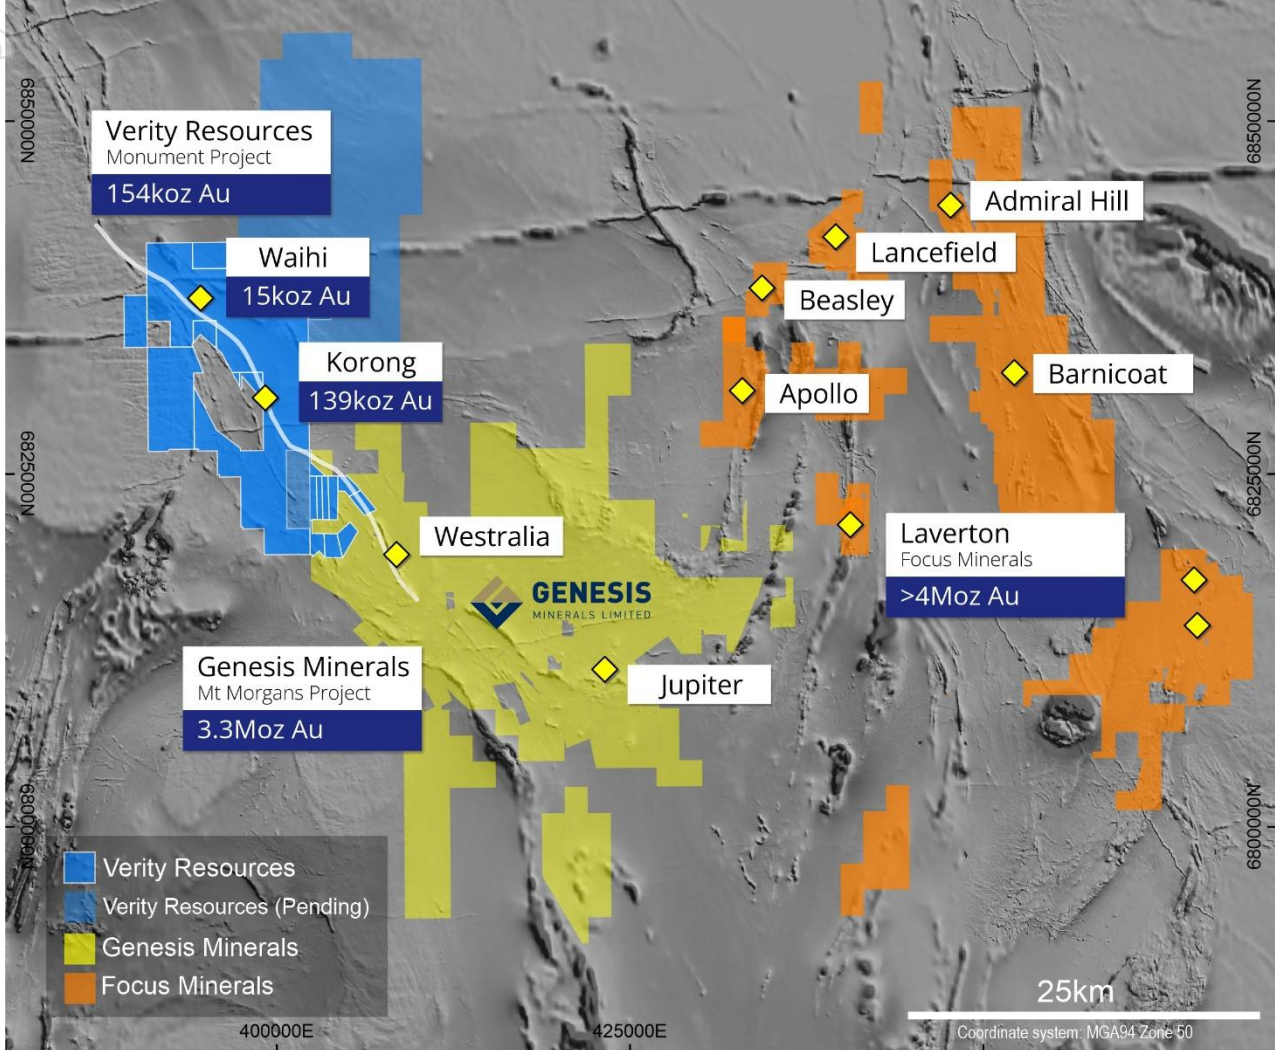 6850000N
6850000N
Verity Resources
Monument Project
154koz Au
Admiral Hill
Waihi
15koz Au
Lancefield
Beasley
Korong
139koz Au
Apollo
Barnicoat
6825000N
6825000N
Westralia
Laverton
Focus Minerals
>4Moz Au
GENESIS
MINERALS LIMITED
Genesis Minerals
Mt Morgans Project
3.3Moz Au
Jupiter
6800000N
6800000N
Verity Resources
Verity Resources (Pending)
Genesis Minerals
Focus Minerals
25km
400000E
425000E
Coordinate system: MGA94 Zone 50